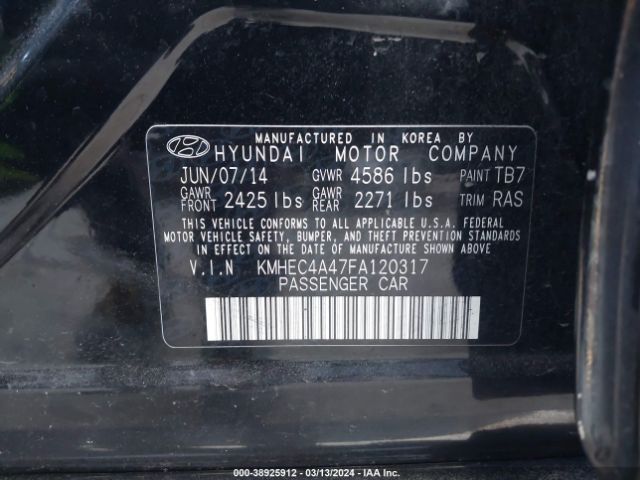 MANUFACTURED IN KOREA BY
HYUNDAI MOTOR COMPANY
JUN/07/14 GVWR 4586 lbs PAINT TB7
GAWR FRONT 2425 lbs GAWR REAR 2271 lbs TRIM RAS
THIS VEHICLE CONFORMS TO ALL APPLICABLE U.S.A. FEDERAL
MOTOR VEHICLE SAFETY, BUMPER, AND THEFT PREVENTION STANDARDS
IN EFFECT ON THE DATE OF MANUFACTURE SHOWN ABOVE
V.I.N KMHEC4A47FA120317
PASSENGER CAR
000-38925912 - 03/13/2024 - IAA Inc.